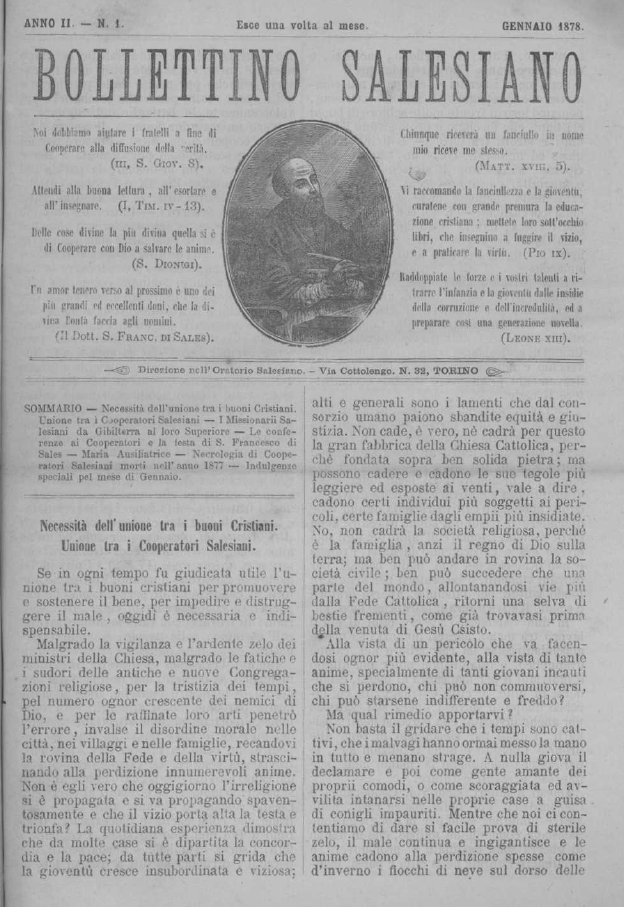 ANNO II. — N. 1.
Esce una volta al mese.
GENNAIO 1878.
BOLLETTINO SALESIANO
Noi dobbiamo aiutare i fratelli a fine di
Cooperare alla diffusione della verità.
(III, S. GIOV. 8).
Attendi alla buona lettura, all' esortare e
all' insegnare. (I, TIM. IV - 13).
Delle cose divine la più divina quella si è
di Cooperare con Dio a salvare le anime.
(S. DIONIGI).
Un amor tenero verso al prossimo è uno dei
più grandi ed eccellenti doni, che la di-
vina Bontà faccia agli uomini.
(Il Dott. S. FRANC. DI SALES).
Chiunque riceverà un fanciullo in nome
mio riceve me stesso.
(MATT. XVIII, 5).
Vi raccomando la fanciullezza e la gioventù,
curatene con grande premura la educa-
zione cristiana; mettete loro sott'occhio
libri, che insegnino a fuggire il vizio,
e a praticare la virtù. (PIO IX).
Raddoppiate le forze e i vostri talenti a ri-
trarre l'infanzia e la gioventù dalle insidie
della corruzione e dell'incredulità, ed a
preparare così una generazione novella.
(LEONE XIII).
Direzione nell'Oratorio Salesiano. - Via Cottolengo. N. 32, TORINO
SOMMARIO — Necessità dell'unione tra i buoni Cristiani.
Unione tra i Cooperatori Salesiani — I Missionarii Sa-
lesiani da Gibilterra al loro Superiore — Le confe-
renze ai Cooperatori e la festa di S. Francesco di
Sales — Maria Ausiliatrice — Necrologia di Coope-
ratori Salesiani morti nell'anno 1877 — Indulgenze
speciali pel mese di Gennaio.
Necessità dell'unione tra i buoni Cristiani.
Unione tra i Cooperatori Salesiani.
Se in ogni tempo fu giudicata utile l'u-
nione tra i buoni cristiani per promuovere
e sostenere il bene, per impedire e distrug-
gere il male, oggidì è necessaria e indi-
spensabile.
Malgrado la vigilanza e l'ardente zelo dei
ministri della Chiesa, malgrado le fatiche e
i sudori delle antiche e nuove Congrega-
zioni religiose, per la tristizia dei tempi,
pel numero ognor crescente dei nemici di
Dio, e per le raffinate loro arti penetrò
l'errore, invalse il disordine morale nelle
città, nei villaggi e nelle famiglie, recandovi
la rovina della Fede e della virtù, strasci-
nando alla perdizione innumerevoli anime.
Non è egli vero che oggigiorno l'irreligione
si è propagata e si va propagando spaven-
tosamente e che il vizio porta alta la testa e
trionfa? La quotidiana esperienza dimostra
che da molte case si è dipartita la concor-
dia e la pace; da tutte parti si grida che
la gioventù cresce insubordinata e viziosa;
alti e generali sono i lamenti che dal con-
sorzio umano paiono sbandite equità e giu-
stizia. Non cade, è vero, né cadrà per questo
la gran fabbrica della Chiesa Cattolica, per-
chè fondata sopra ben solida pietra; ma
possono cadere e cadono le sue tegole più
leggiere ed esposte ai venti, vale a dire,
cadono certi individui più soggetti ai peri-
coli, certe famiglie dagli empii più insidiate.
No, non cadrà la società religiosa, perché
è la famiglia, anzi il regno di Dio sulla
terra; ma ben può andare in rovina la so-
cietà civile; ben può succedere che una
parte del mondo, allontanandosi vie più
dalla Fede Cattolica, ritorni una selva di
bestie frementi, come già trovavasi prima
della venuta di Gesù Csisto.
Alla vista di un pericolo che va facen-
dosi ognor più evidente, alla vista di tante
anime, specialmente di tanti giovani incauti
che si perdono, chi può non commuoversi,
chi può starsene indifferente e freddo?
Ma qual rimedio apportarvi?
Non basta il gridare che i tempi sono cat-
tivi, che i malvagi hanno ormai messo la mano
in tutto e menano strage. A nulla giova il
declamare e poi come gente amante dei
proprii comodi, o come scoraggiata ed av-
vilita intanarsi nelle proprie case a guisa
di conigli impauriti. Mentre che noi ci con-
tentiamo di dare sì facile prova di sterile
zelo, il male continua e ingigantisce e le
anime cadono alla perdizione spesse come
d'inverno i fiocchi di neve sul dorso delle